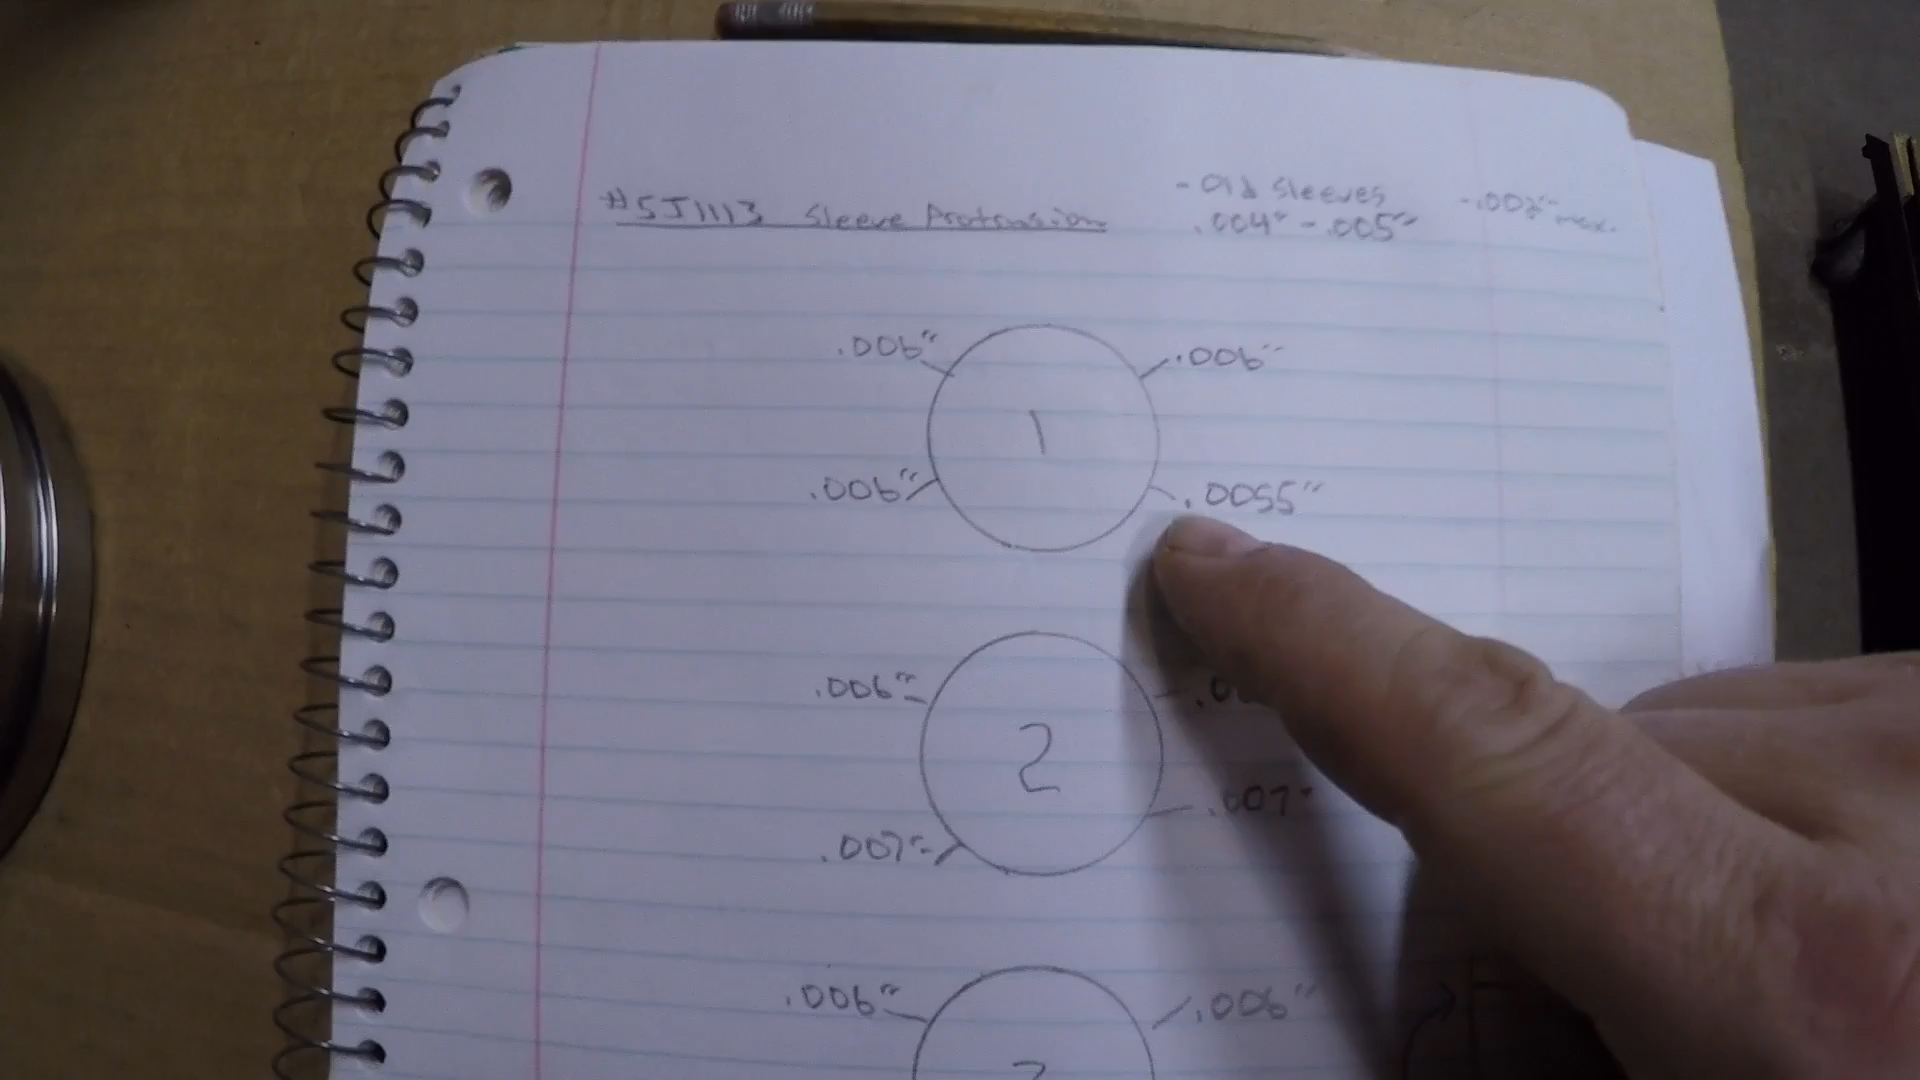 #5J1113 Sleeve Protrusion
- Old Sleeves
.004" - .005"
max.
.006" .006"
1
.006" .0055"
.006"
2
.007"
.007"
.006" .006"